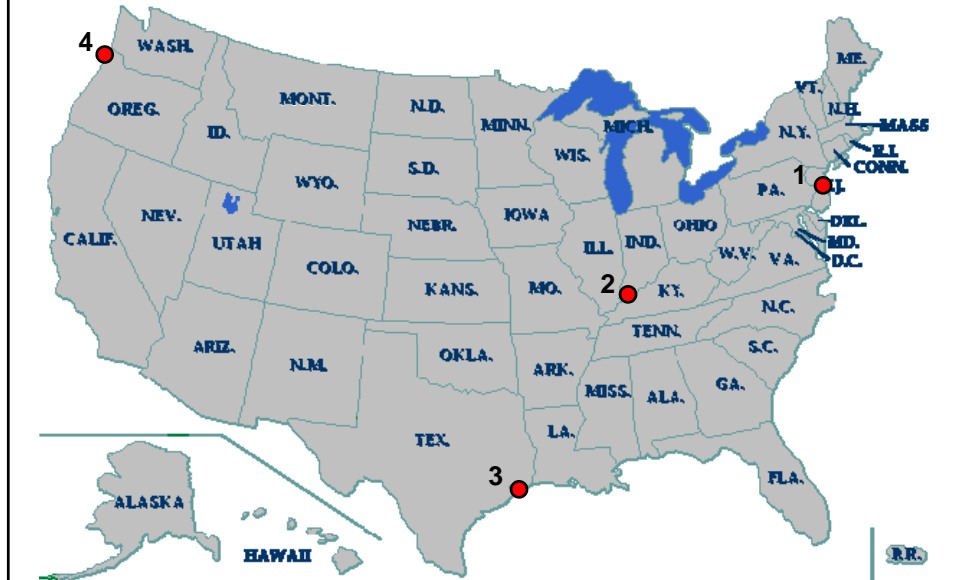 4
WASH.
ME.
MONT.
N.D.
VT.
OREG.
N.H.
MINN.
MICH.
MASS
ID.
N.Y.
R.I.
WIS.
CONN.
S.D.
1
WYO.
PA.
J.
IOWA
NEV.
NEBR.
OHIO
DEL.
CALIF.
UTAH
ILL.
IND.
MD.
W.V.
VA.
D.C.
COLO.
KANS.
MO.
2
KY.
N.C.
TENN.
ARIZ.
OKLA.
S.C.
N.M.
ARK.
GA.
MISS.
ALA.
LA.
TEX.
3
FLA.
ALASKA
HAWAII
P.R.